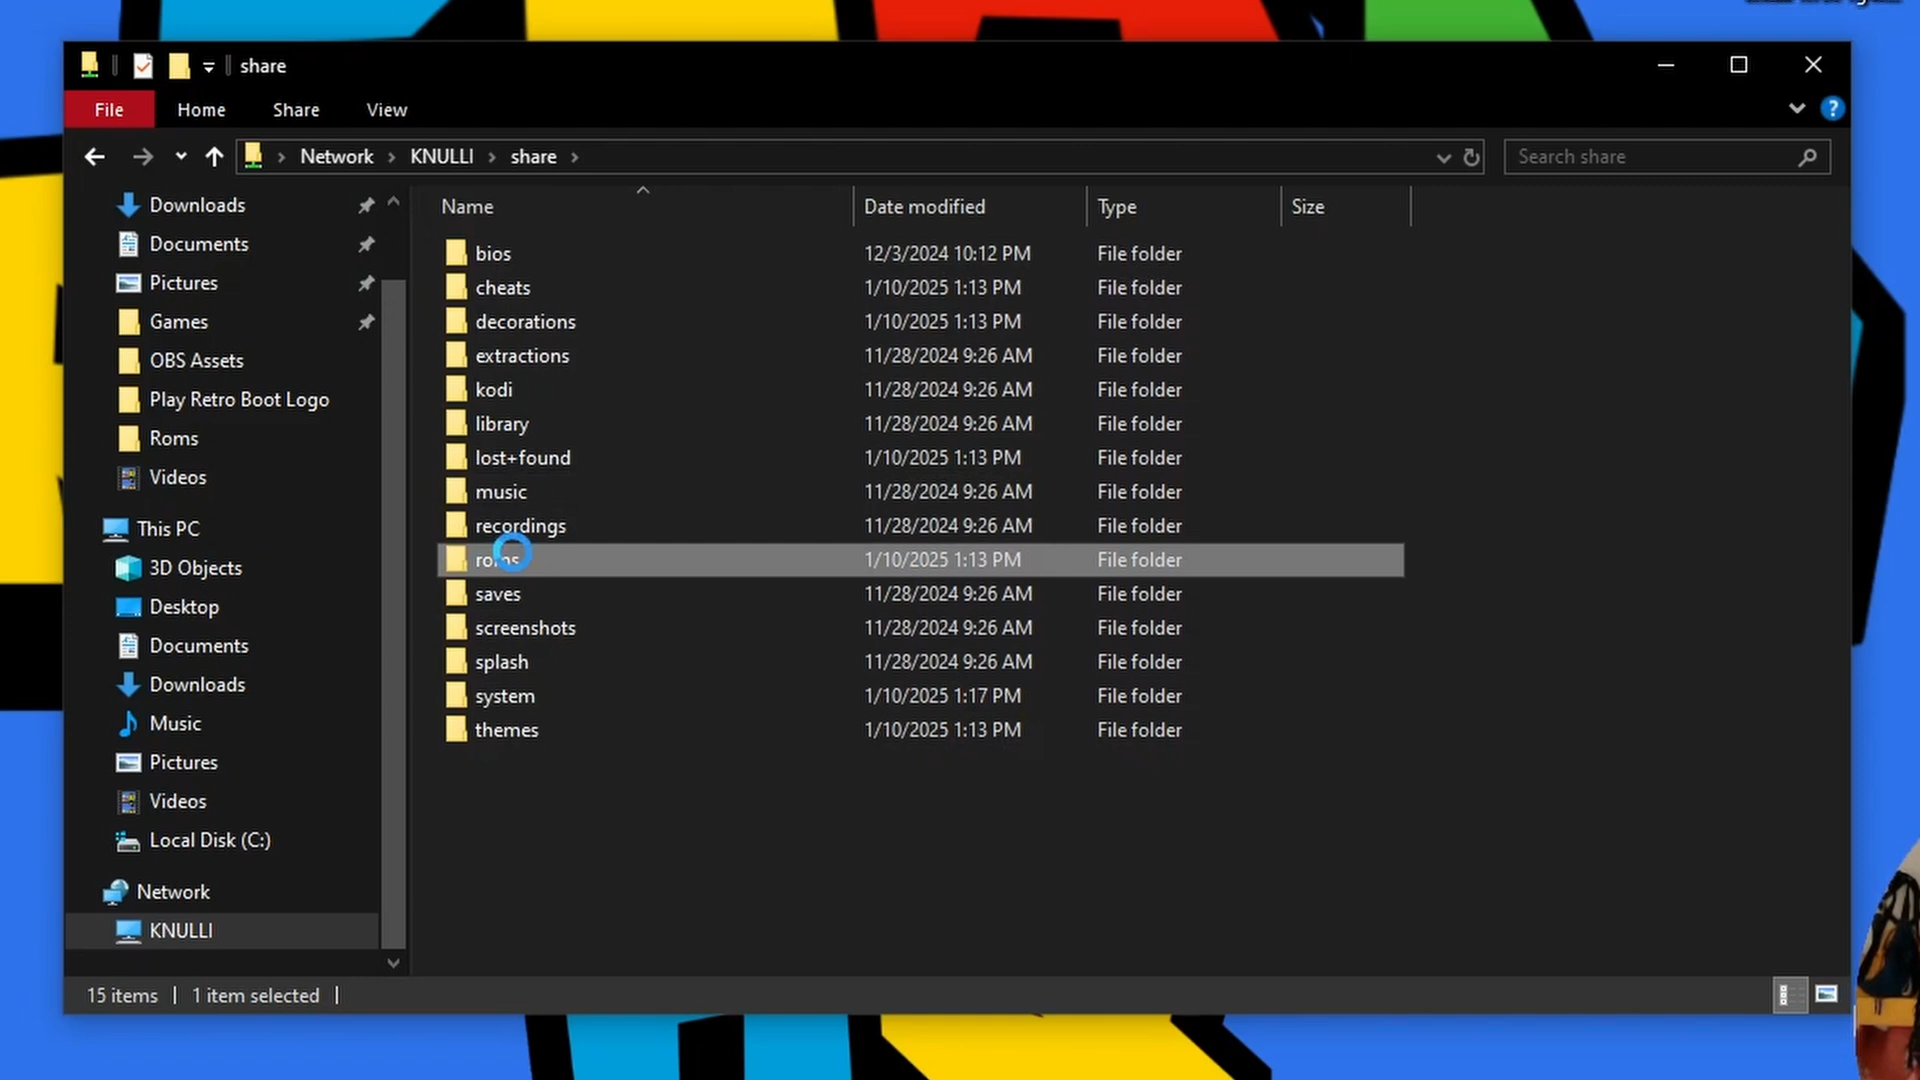 share
File Home Share View
Network KNULLI share
Search share
Name Date modified Type Size
Downloads
Documents
Pictures
Games
OBS Assets
Play Retro Boot Logo
Roms
Videos
This PC
3D Objects
Desktop
Documents
Downloads
Music
Pictures
Videos
Local Disk (C:)
Network
KNULLI
bios 12/3/2024 10:12 PM File folder
cheats 1/10/2025 1:13 PM File folder
decorations 1/10/2025 1:13 PM File folder
extractions 11/28/2024 9:26 AM File folder
kodi 11/28/2024 9:26 AM File folder
library 11/28/2024 9:26 AM File folder
lost+found 1/10/2025 1:13 PM File folder
music 11/28/2024 9:26 AM File folder
recordings 11/28/2024 9:26 AM File folder
roms 1/10/2025 1:13 PM File folder
saves 11/28/2024 9:26 AM File folder
screenshots 11/28/2024 9:26 AM File folder
splash 11/28/2024 9:26 AM File folder
system 1/10/2025 1:17 PM File folder
themes 1/10/2025 1:13 PM File folder
15 items 1 item selected